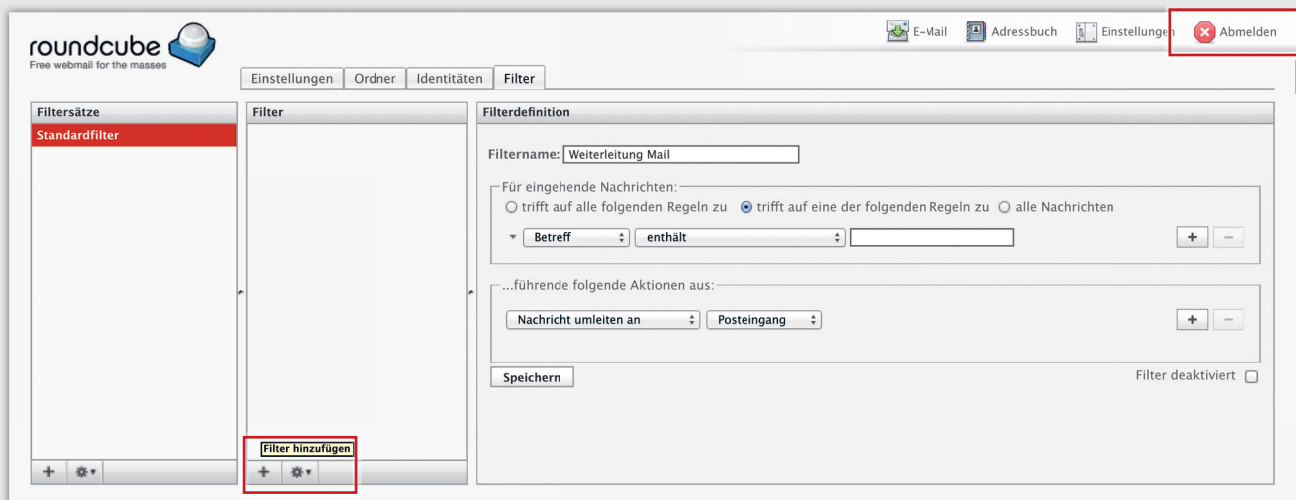 roundcube
Free webmail for the masses
E-Mail Adressbuch Einstellungen Abmelden
Einstellungen Ordner Identitäten Filter
Filtersätze
Standardfilter
Filter
Filter hinzufügen
Filterdefinition
Filtername: Weiterleitung Mail
Für eingehende Nachrichten:
trifft auf alle folgenden Regeln zu trifft auf eine der folgenden Regeln zu alle Nachrichten
Betreff enthält + −
...führende folgende Aktionen aus:
Nachricht umleiten an Posteingang + −
Speichern Filter deaktiviert